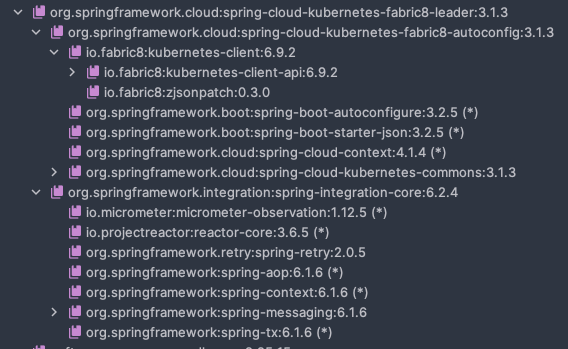 org.springframework.cloud:spring-cloud-kubernetes-fabric8-leader:3.1.3
org.springframework.cloud:spring-cloud-kubernetes-fabric8-autoconfig:3.1.3
io.fabric8:kubernetes-client:6.9.2
io.fabric8:kubernetes-client-api:6.9.2
io.fabric8:zjsonpatch:0.3.0
org.springframework.boot:spring-boot-autoconfigure:3.2.5 (*)
org.springframework.boot:spring-boot-starter-json:3.2.5 (*)
org.springframework.cloud:spring-cloud-context:4.1.4 (*)
org.springframework.cloud:spring-cloud-kubernetes-commons:3.1.3
org.springframework.integration:spring-integration-core:6.2.4
io.micrometer:micrometer-observation:1.12.5 (*)
io.projectreactor:reactor-core:3.6.5 (*)
org.springframework.retry:spring-retry:2.0.5
org.springframework:spring-aop:6.1.6 (*)
org.springframework:spring-context:6.1.6 (*)
org.springframework:spring-messaging:6.1.6
org.springframework:spring-tx:6.1.6 (*)